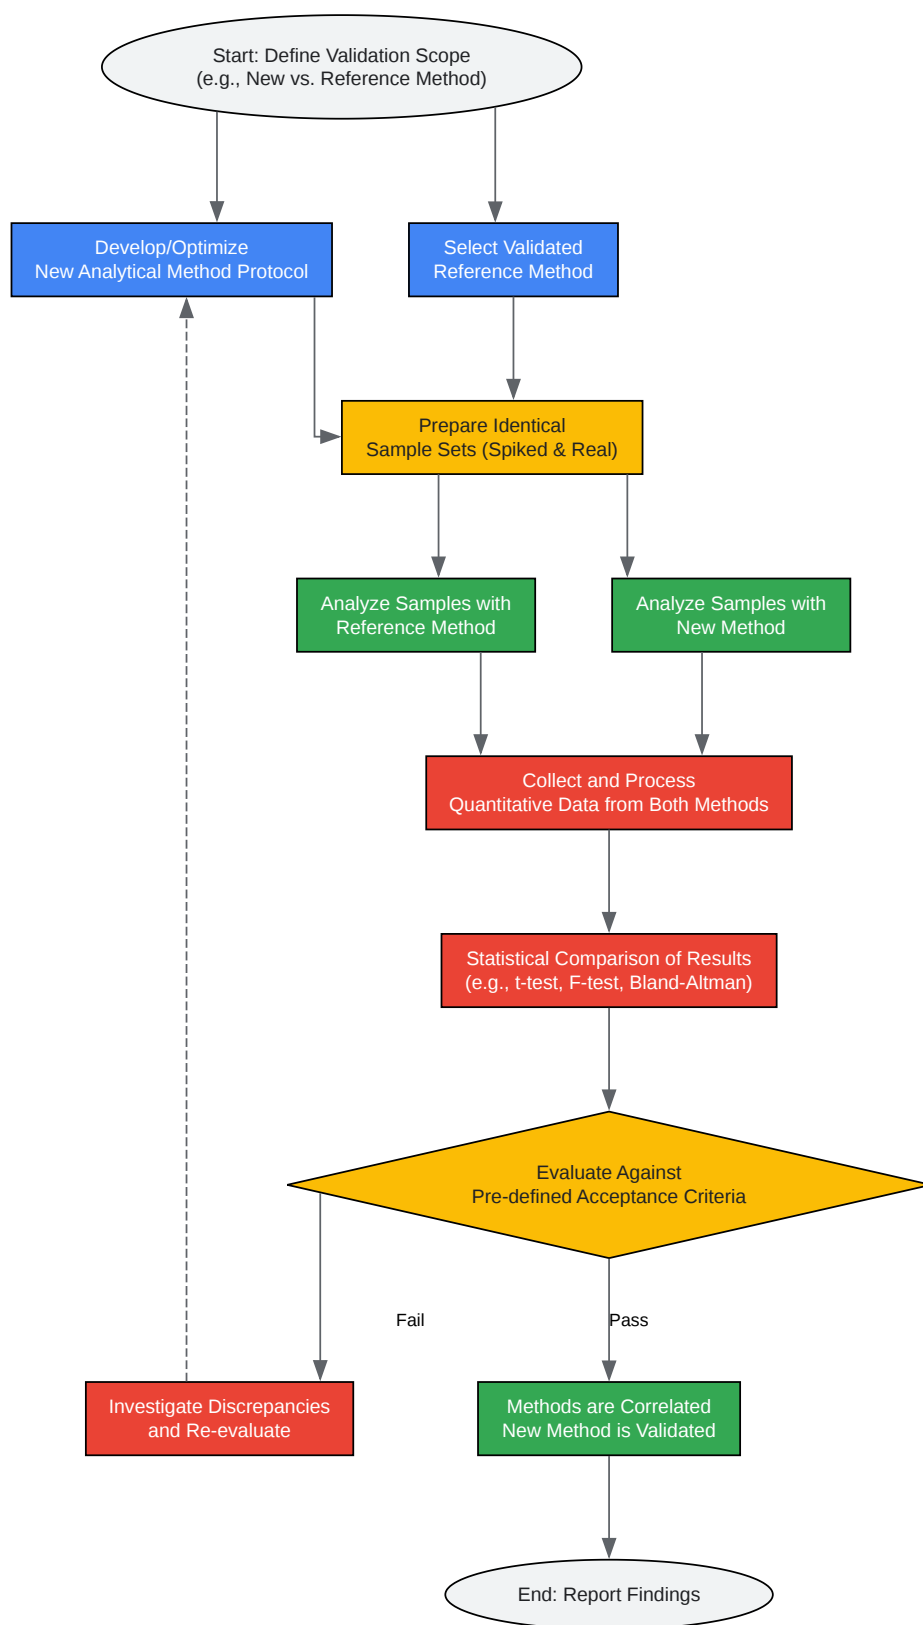 Start: Define Validation Scope
(e.g., New vs. Reference Method)
Develop/Optimize
New Analytical Method Protocol
Select Validated
Reference Method
Prepare Identical
Sample Sets (Spiked & Real)
Analyze Samples with
Reference Method
Analyze Samples with
New Method
Collect and Process
Quantitative Data from Both Methods
Statistical Comparison of Results
(e.g., t-test, F-test, Bland-Altman)
Evaluate Against
Pre-defined Acceptance Criteria
Fail
Pass
Investigate Discrepancies
and Re-evaluate
Methods are Correlated
New Method is Validated
End: Report Findings